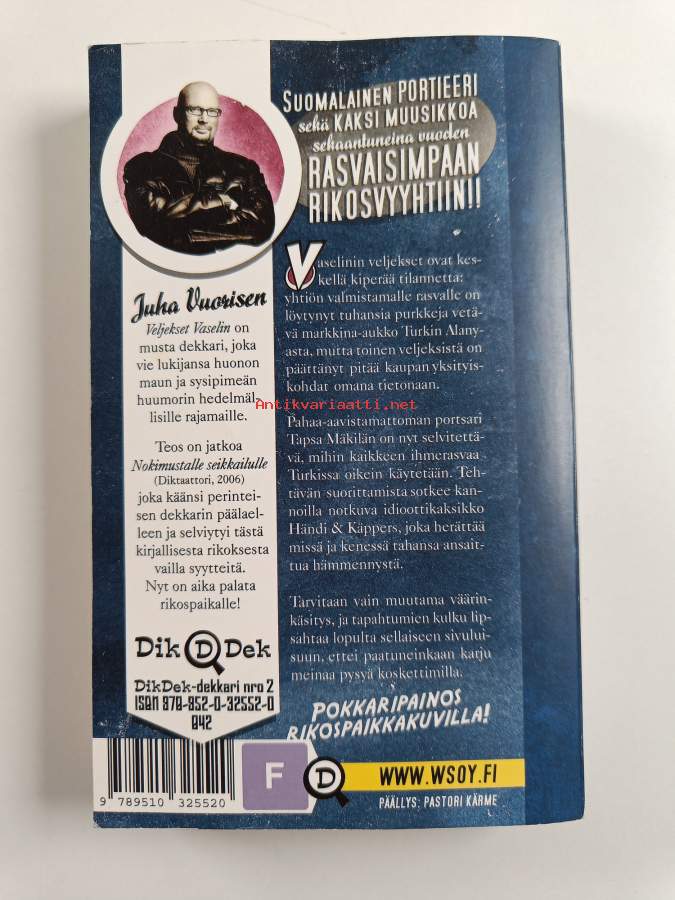 Suomalainen portieeri
sekä kaksi muusikkoa
sekaantuneina vuoden
RASVAISIMPAAN
RIKOSVYYHTIIN!!
Vaselinin veljekset ovat kes-
kellä kiperää tilannetta:
yhtiön valmistamalle rasvalle on
löytynyt tuhansia purkkeja vetä-
vä markkina-aukko Turkin Alany-
asta, mutta toinen veljeksistä on
päättänyt pitää kaupan yksityis-
kohdat omana tietonaan.
Pahaa-aavistamattoman portsari
Tapsa Mäkilän on nyt selvitettä-
vä, mihin kaikkeen ihmerasvaa
Turkissa oikein käytetään. Teh-
tävän suorittamista sotkee kan-
noilla notkuva idioottikaksikko
Händi & Käppers, joka herättää
missä ja kenessä tahansa ansait-
tua hämmennystä.
Tarvitaan vain muutama väärin-
käsitys, ja tapahtumien kulku lip-
sahtaa lopulta sellaiseen sivului-
suun, ettei paatuneinkaan karju
meinaa pysyä koskettimilla.
POKKARIPAINOS
RIKOSPAIKKAKUVILLA!
Juha Vuorisen
Veljekset Vaselin on
musta dekkari, joka
vie lukijansa huonon
maun ja sysipimeän
huumorin hedelmäl-
lisille rajamaille.
Teos on jatkoa
Nokimustalle seikkailulle
(Diktaattori, 2006)
joka käänsi perintei-
sen dekkarin päälael-
leen ja selviytyi tästä
kirjallisesta rikoksesta
vailla syytteitä.
Nyt on aika palata
rikospaikalle!
Dik D Dek
DikDek-dekkari nro 2
ISBN 978-952-0-32552-0
842
9 789510 325520
F
D
WWW.WSOY.FI
PÄÄLLYS: PASTORI KÄRME
Antikvariaatti.net